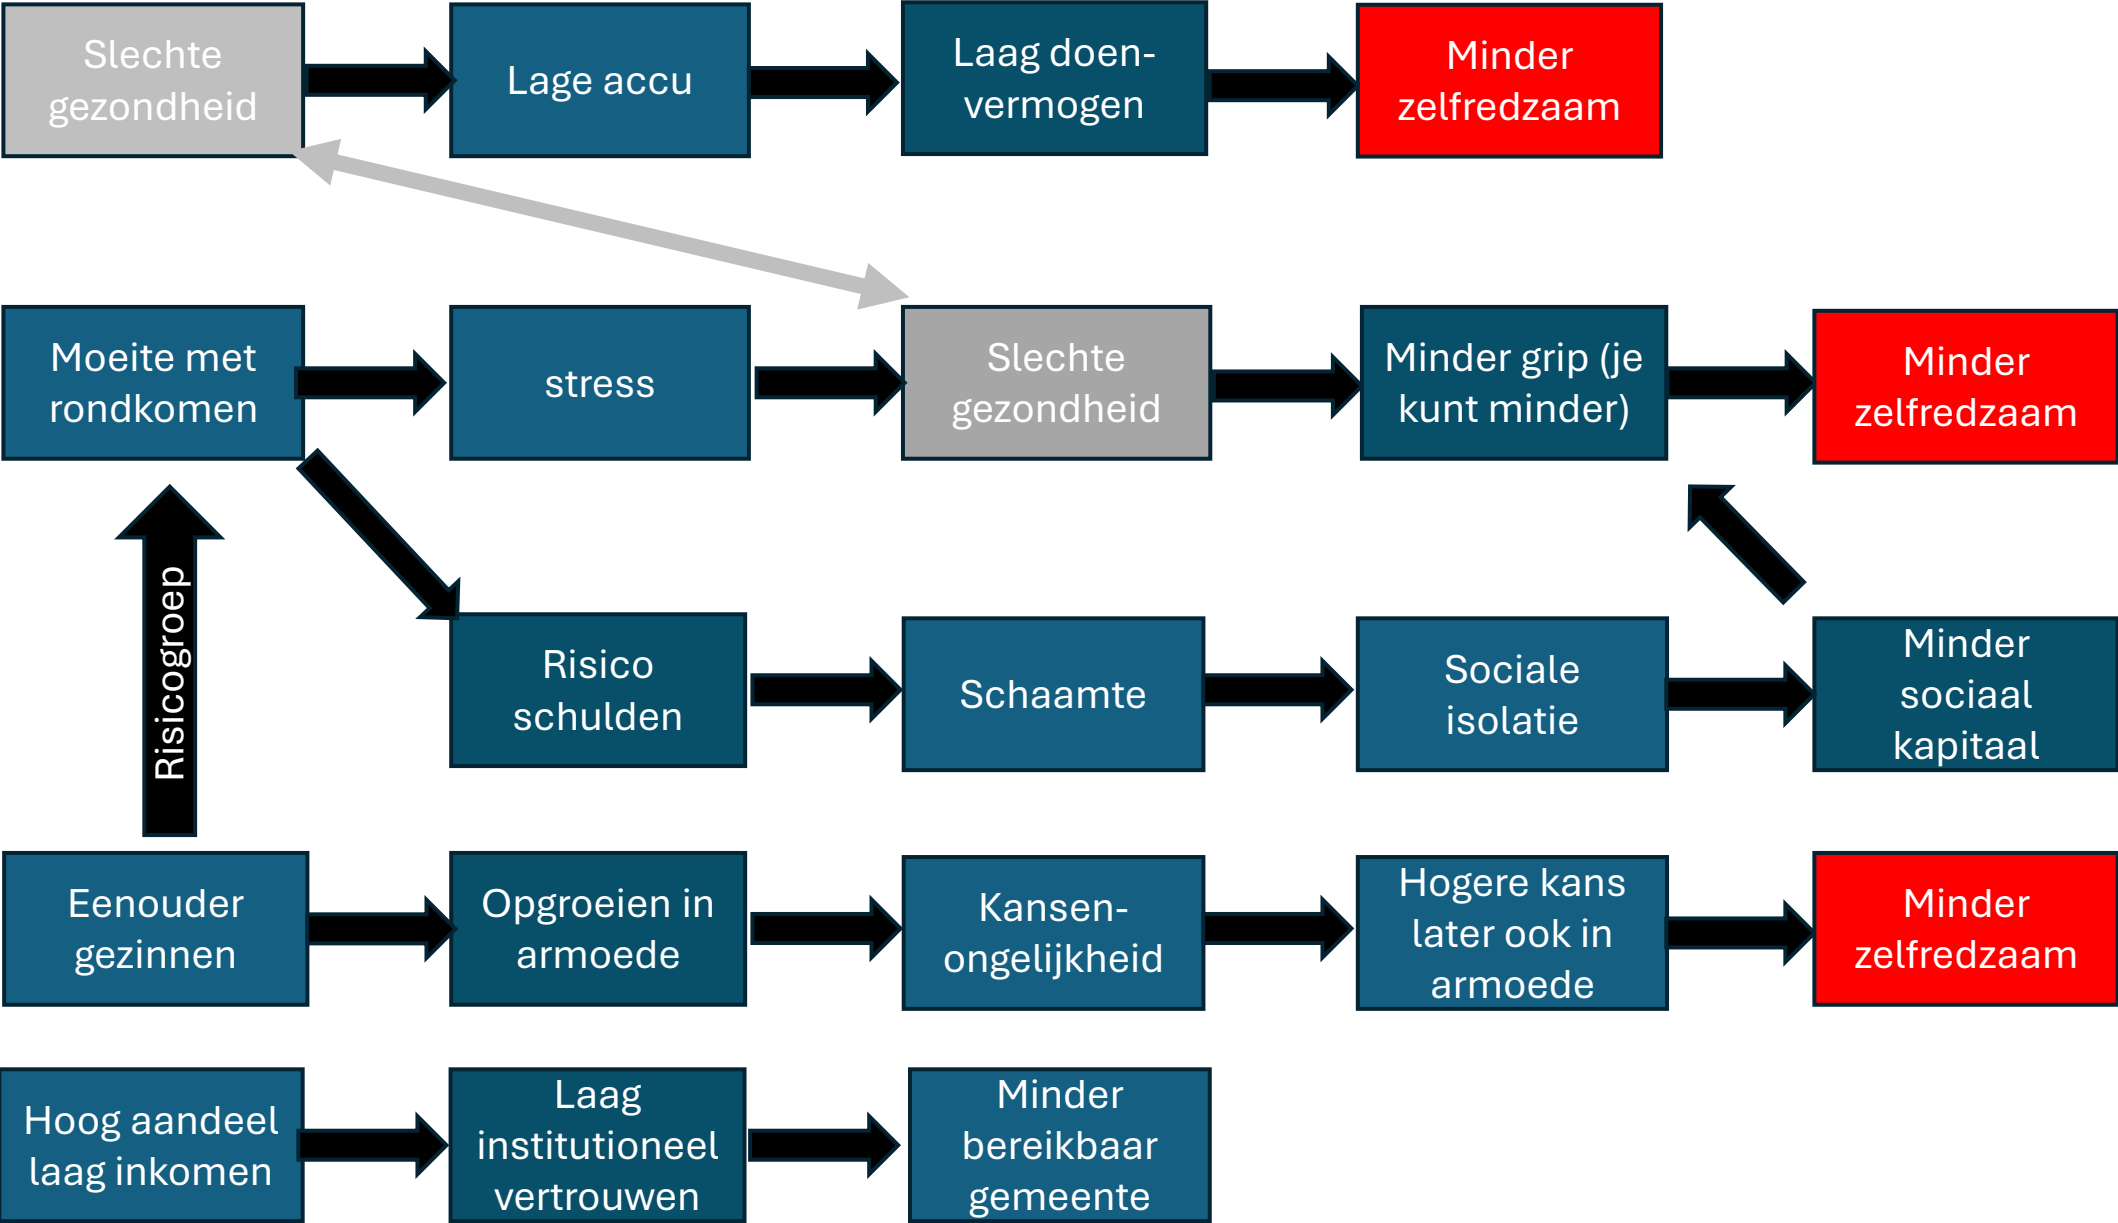 Slechte
gezondheid
Lage accu
Laag doen-
vermogen
Minder
zelfredzaam
Moeite met
rondkomen
stress
Slechte
gezondheid
Minder grip (je
kunt minder)
Minder
zelfredzaam
Risicogroep
Risico
schulden
Schaamte
Sociale
isolatie
Minder
sociaal
kapitaal
Eenouder
gezinnen
Opgroeien in
armoede
Kansen-
ongelijkheid
Hogere kans
later ook in
armoede
Minder
zelfredzaam
Hoog aandeel
laag inkomen
Laag
institutioneel
vertrouwen
Minder
bereikbaar
gemeente